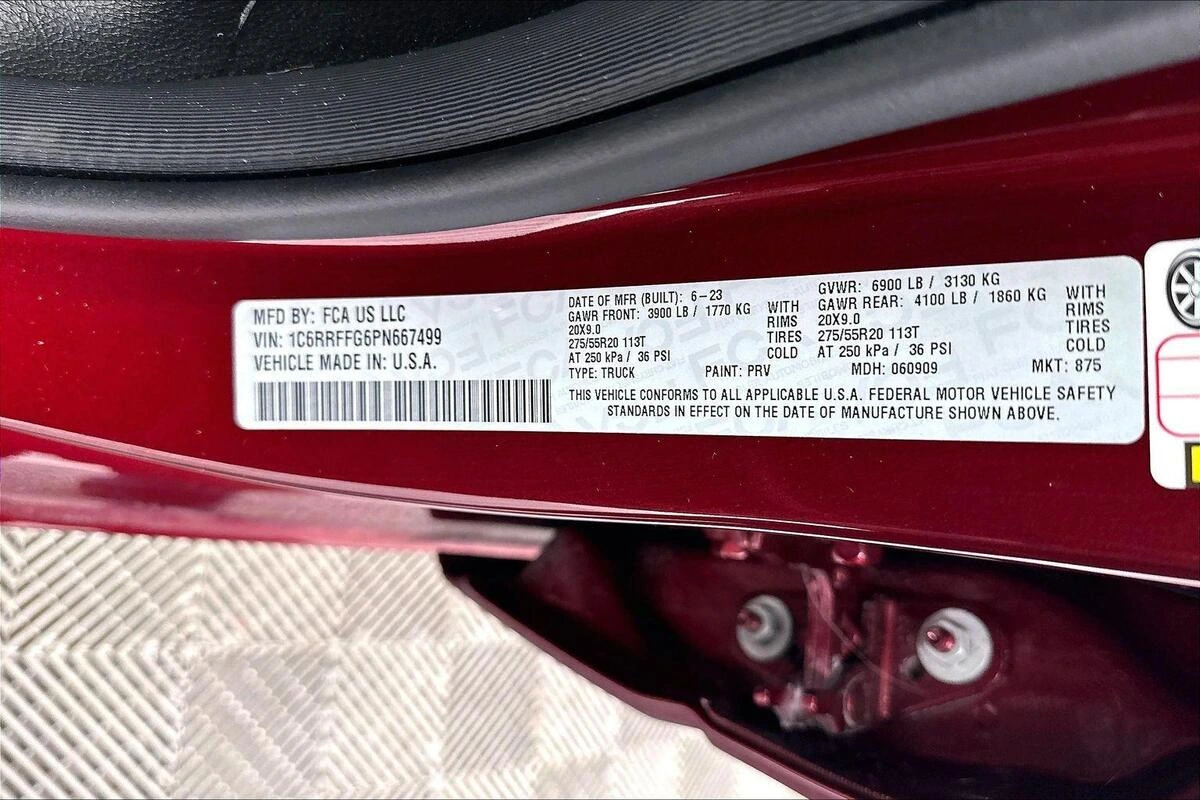 MFD BY: FCA US LLC
VIN: 1C6RRFFG6PN667499
VEHICLE MADE IN U.S.A.
DATE OF MFR (BUILT): 6-23
GAWR FRONT: 3900 LB / 1770 KG WITH
20X9.0 RIMS
275/55R20 113T TIRES
AT 250 kPa / 36 PSI COLD
TYPE: TRUCK PAINT: PRV
GVWR: 6900 LB / 3130 KG
GAWR REAR: 4100 LB / 1860 KG WITH
20X9.0 RIMS
275/55R20 113T TIRES
AT 250 kPa / 36 PSI COLD
MDH: 060909 MKT: 875
THIS VEHICLE CONFORMS TO ALL APPLICABLE U.S.A. FEDERAL MOTOR VEHICLE SAFETY
STANDARDS IN EFFECT ON THE DATE OF MANUFACTURE SHOWN ABOVE.